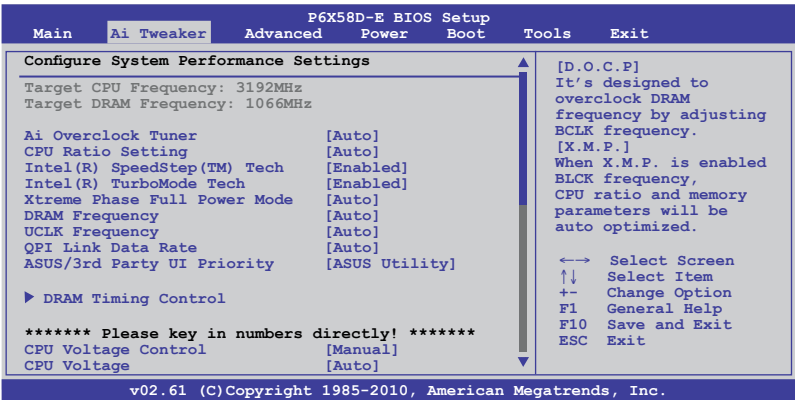 P6X58D-E BIOS Setup
Main Ai Tweaker Advanced Power Boot Tools Exit
Configure System Performance Settings
Target CPU Frequency: 3192MHz
Target DRAM Frequency: 1066MHz
Ai Overclock Tuner [Auto]
CPU Ratio Setting [Auto]
Intel(R) SpeedStep(TM) Tech [Enabled]
Intel(R) TurboMode Tech [Enabled]
Xtreme Phase Full Power Mode [Auto]
DRAM Frequency [Auto]
UCLK Frequency [Auto]
QPI Link Data Rate [Auto]
ASUS/3rd Party UI Priority [ASUS Utility]
DRAM Timing Control
******* Please key in numbers directly! *******
CPU Voltage Control [Manual]
CPU Voltage [Auto]
[D.O.C.P]
It's designed to
overclock DRAM
frequency by adjusting
BCLK frequency.
[X.M.P.]
When X.M.P. is enabled
BLCK frequency,
CPU ratio and memory
parameters will be
auto optimized.
←→ Select Screen
↑↓ Select Item
+- Change Option
F1 General Help
F10 Save and Exit
ESC Exit
v02.61 (C)Copyright 1985-2010, American Megatrends, Inc.